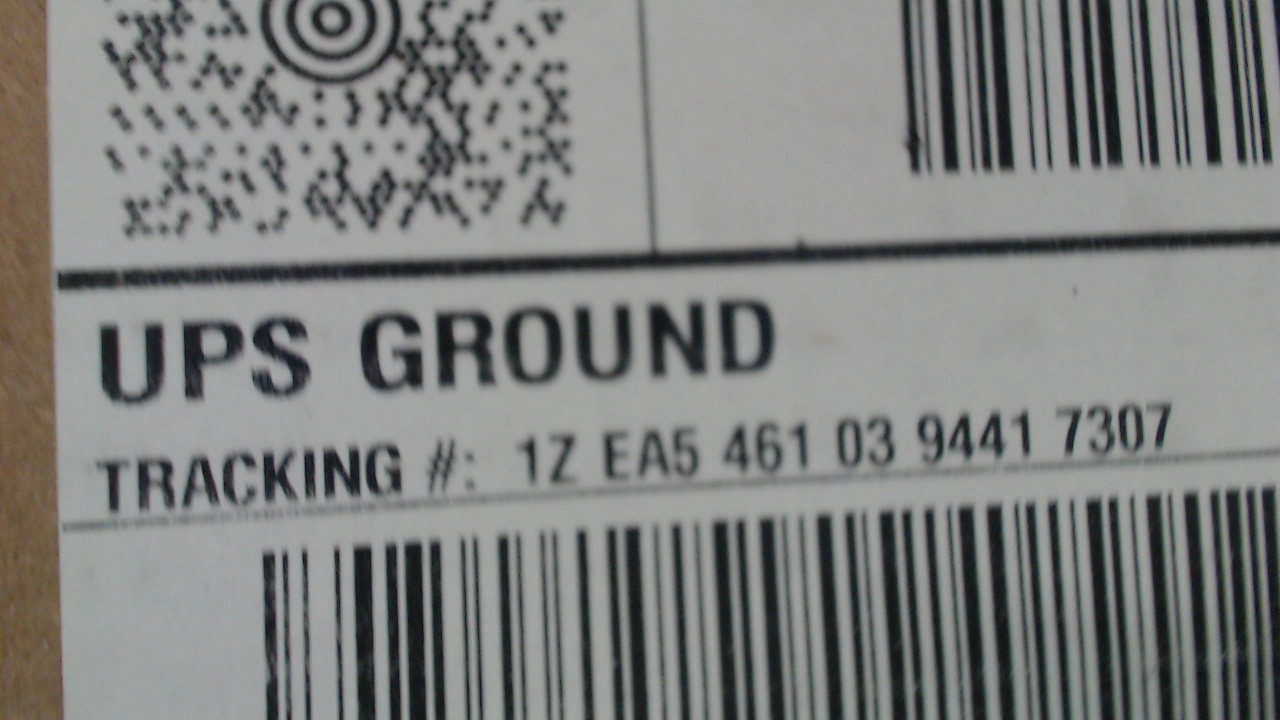 UPS GROUND
TRACKING #: 1Z EA5 461 03 9441 7307